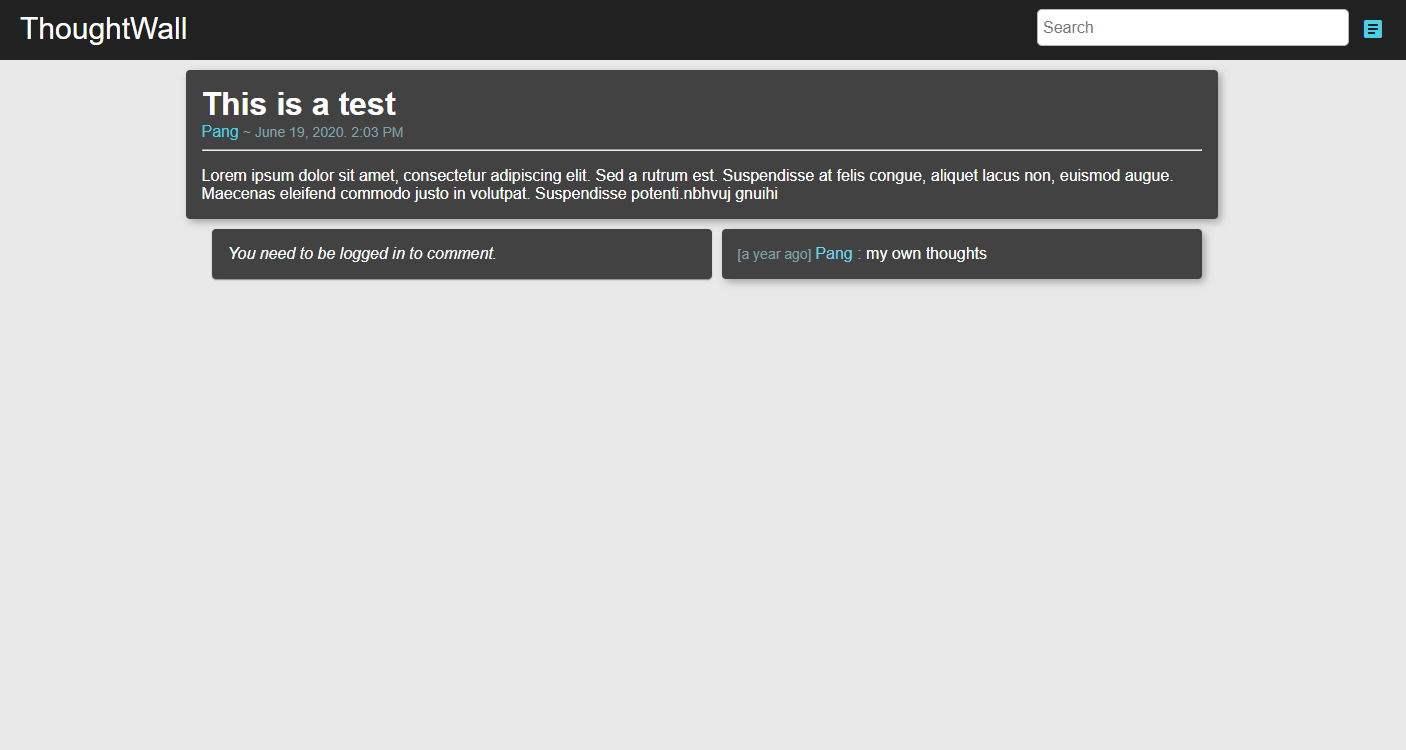 ThoughtWall
Search
This is a test
Pang ~ June 19, 2020. 2:03 PM
Lorem ipsum dolor sit amet, consectetur adipiscing elit. Sed a rutrum est. Suspendisse at felis congue, aliquet lacus non, euismod augue.
Maecenas eleifend commodo justo in volutpat. Suspendisse potenti.nbhvuj gnuihi
You need to be logged in to comment.
[a year ago] Pang : my own thoughts